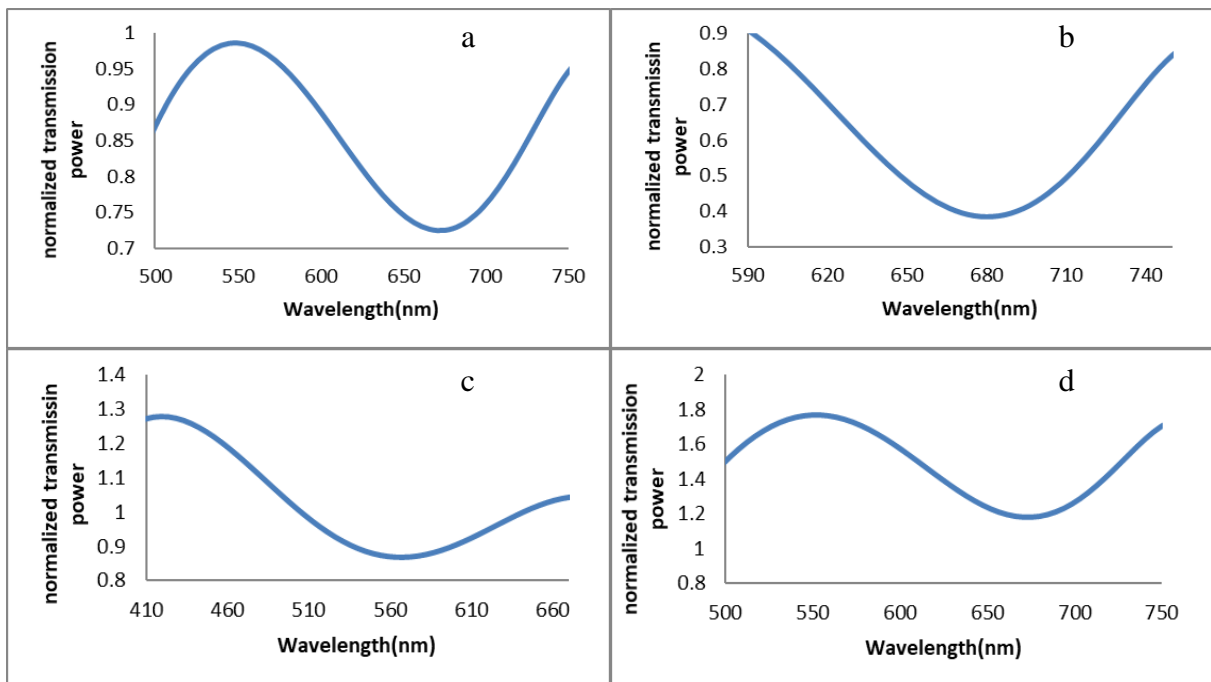 a
normalized transmission
power
1
0.95
0.9
0.85
0.8
0.75
0.7
500 550 600 650 700 750
Wavelength(nm)
b
normalized transmissin
power
0.9
0.8
0.7
0.6
0.5
0.4
0.3
590 620 650 680 710 740
Wavelength(nm)
c
normalized transmissin
power
1.4
1.3
1.2
1.1
1
0.9
0.8
410 460 510 560 610 660
Wavelength(nm)
d
normalized transmission
power
2
1.8
1.6
1.4
1.2
1
0.8
500 550 600 650 700 750
Wavelength(nm)